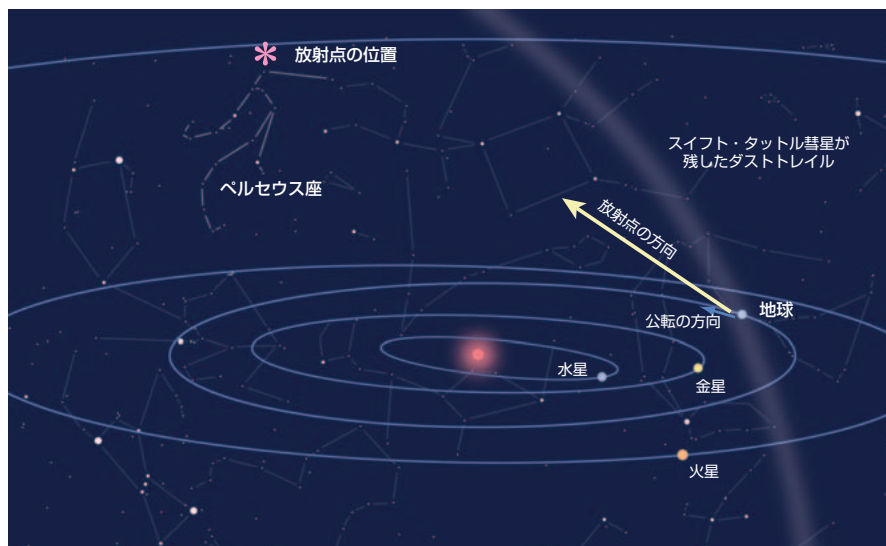 放射点の位置
スイフト・タットル彗星が
残したダストトレイル
ペルセウス座
放射点の方向
地球
公転の方向
水星
金星
火星